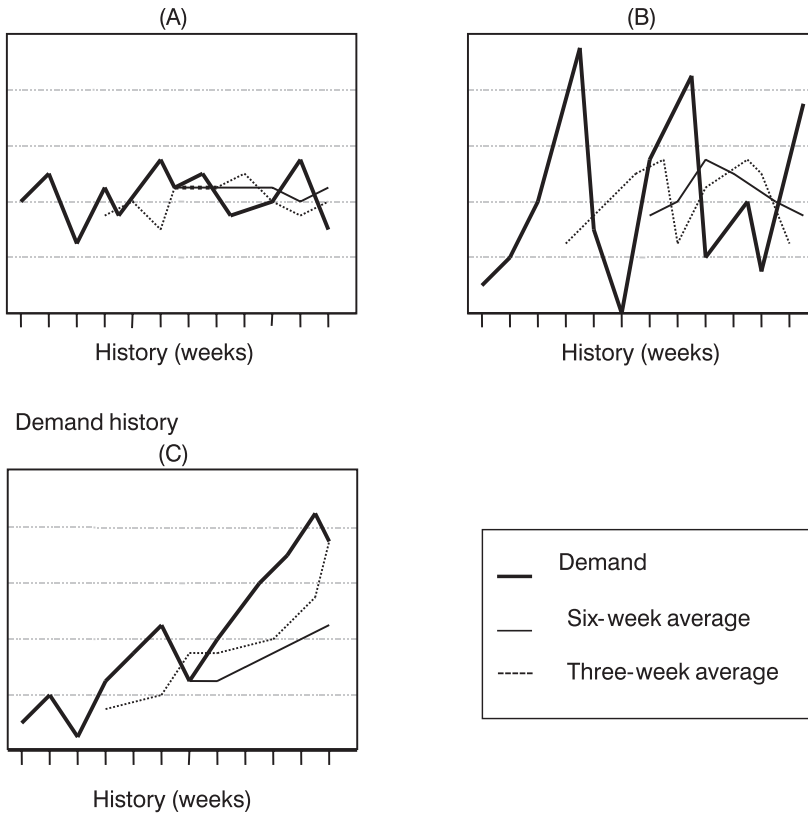 (A)
(B)
History (weeks)
History (weeks)
Demand history
(C)
Demand
Six-week average
Three-week average
History (weeks)